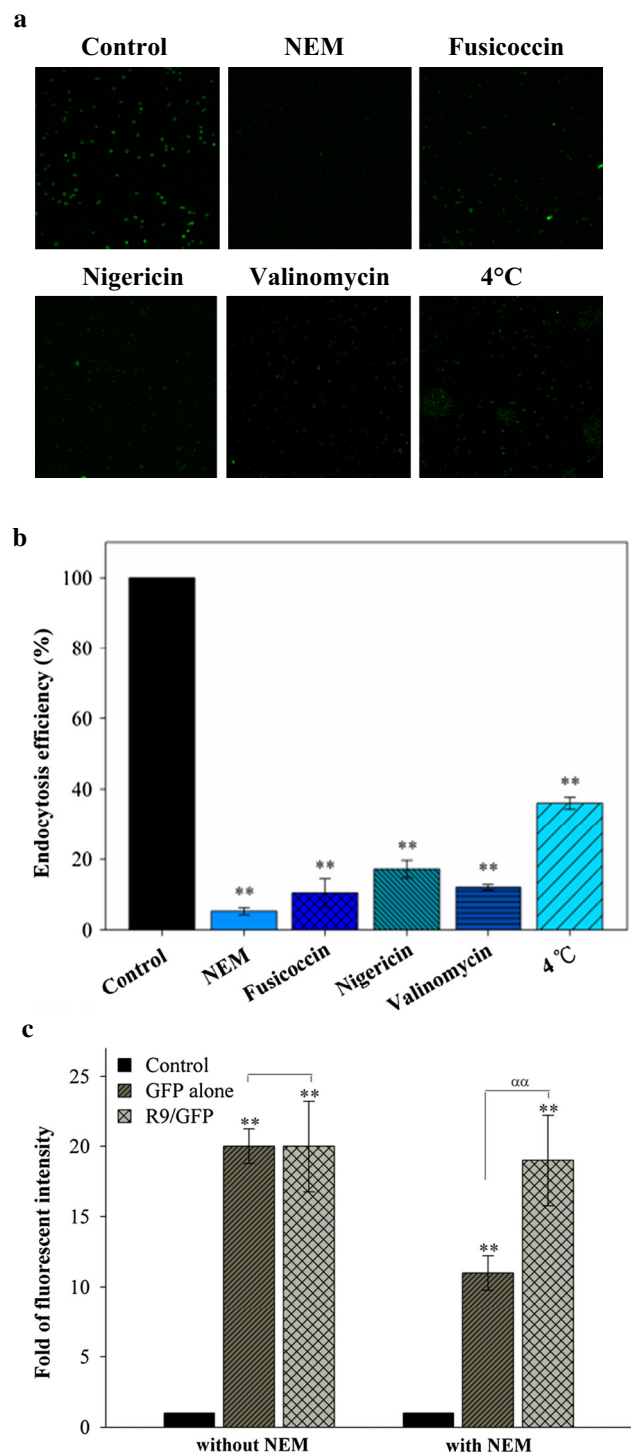 a
Control NEM Fusicoccin
Nigericin Valinomycin 4°C
b
Endocytosis efficiency (%)
100
80
60
40
20
0
** ** ** ** **
Control NEM Fusicoccin Nigericin Valinomycin 4 °C
c
Fold of fluorescent intensity
25
20
15
10
5
0
Control
GFP alone
R9/GFP
** **
αα
** **
without NEM with NEM